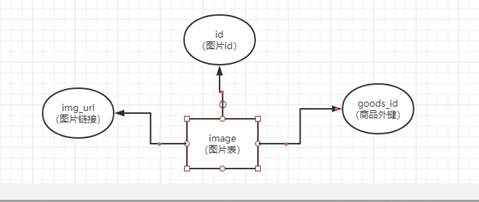 id
(图片id)
img_url
(图片链接)
goods_id
(商品外键)
image
(图片表)